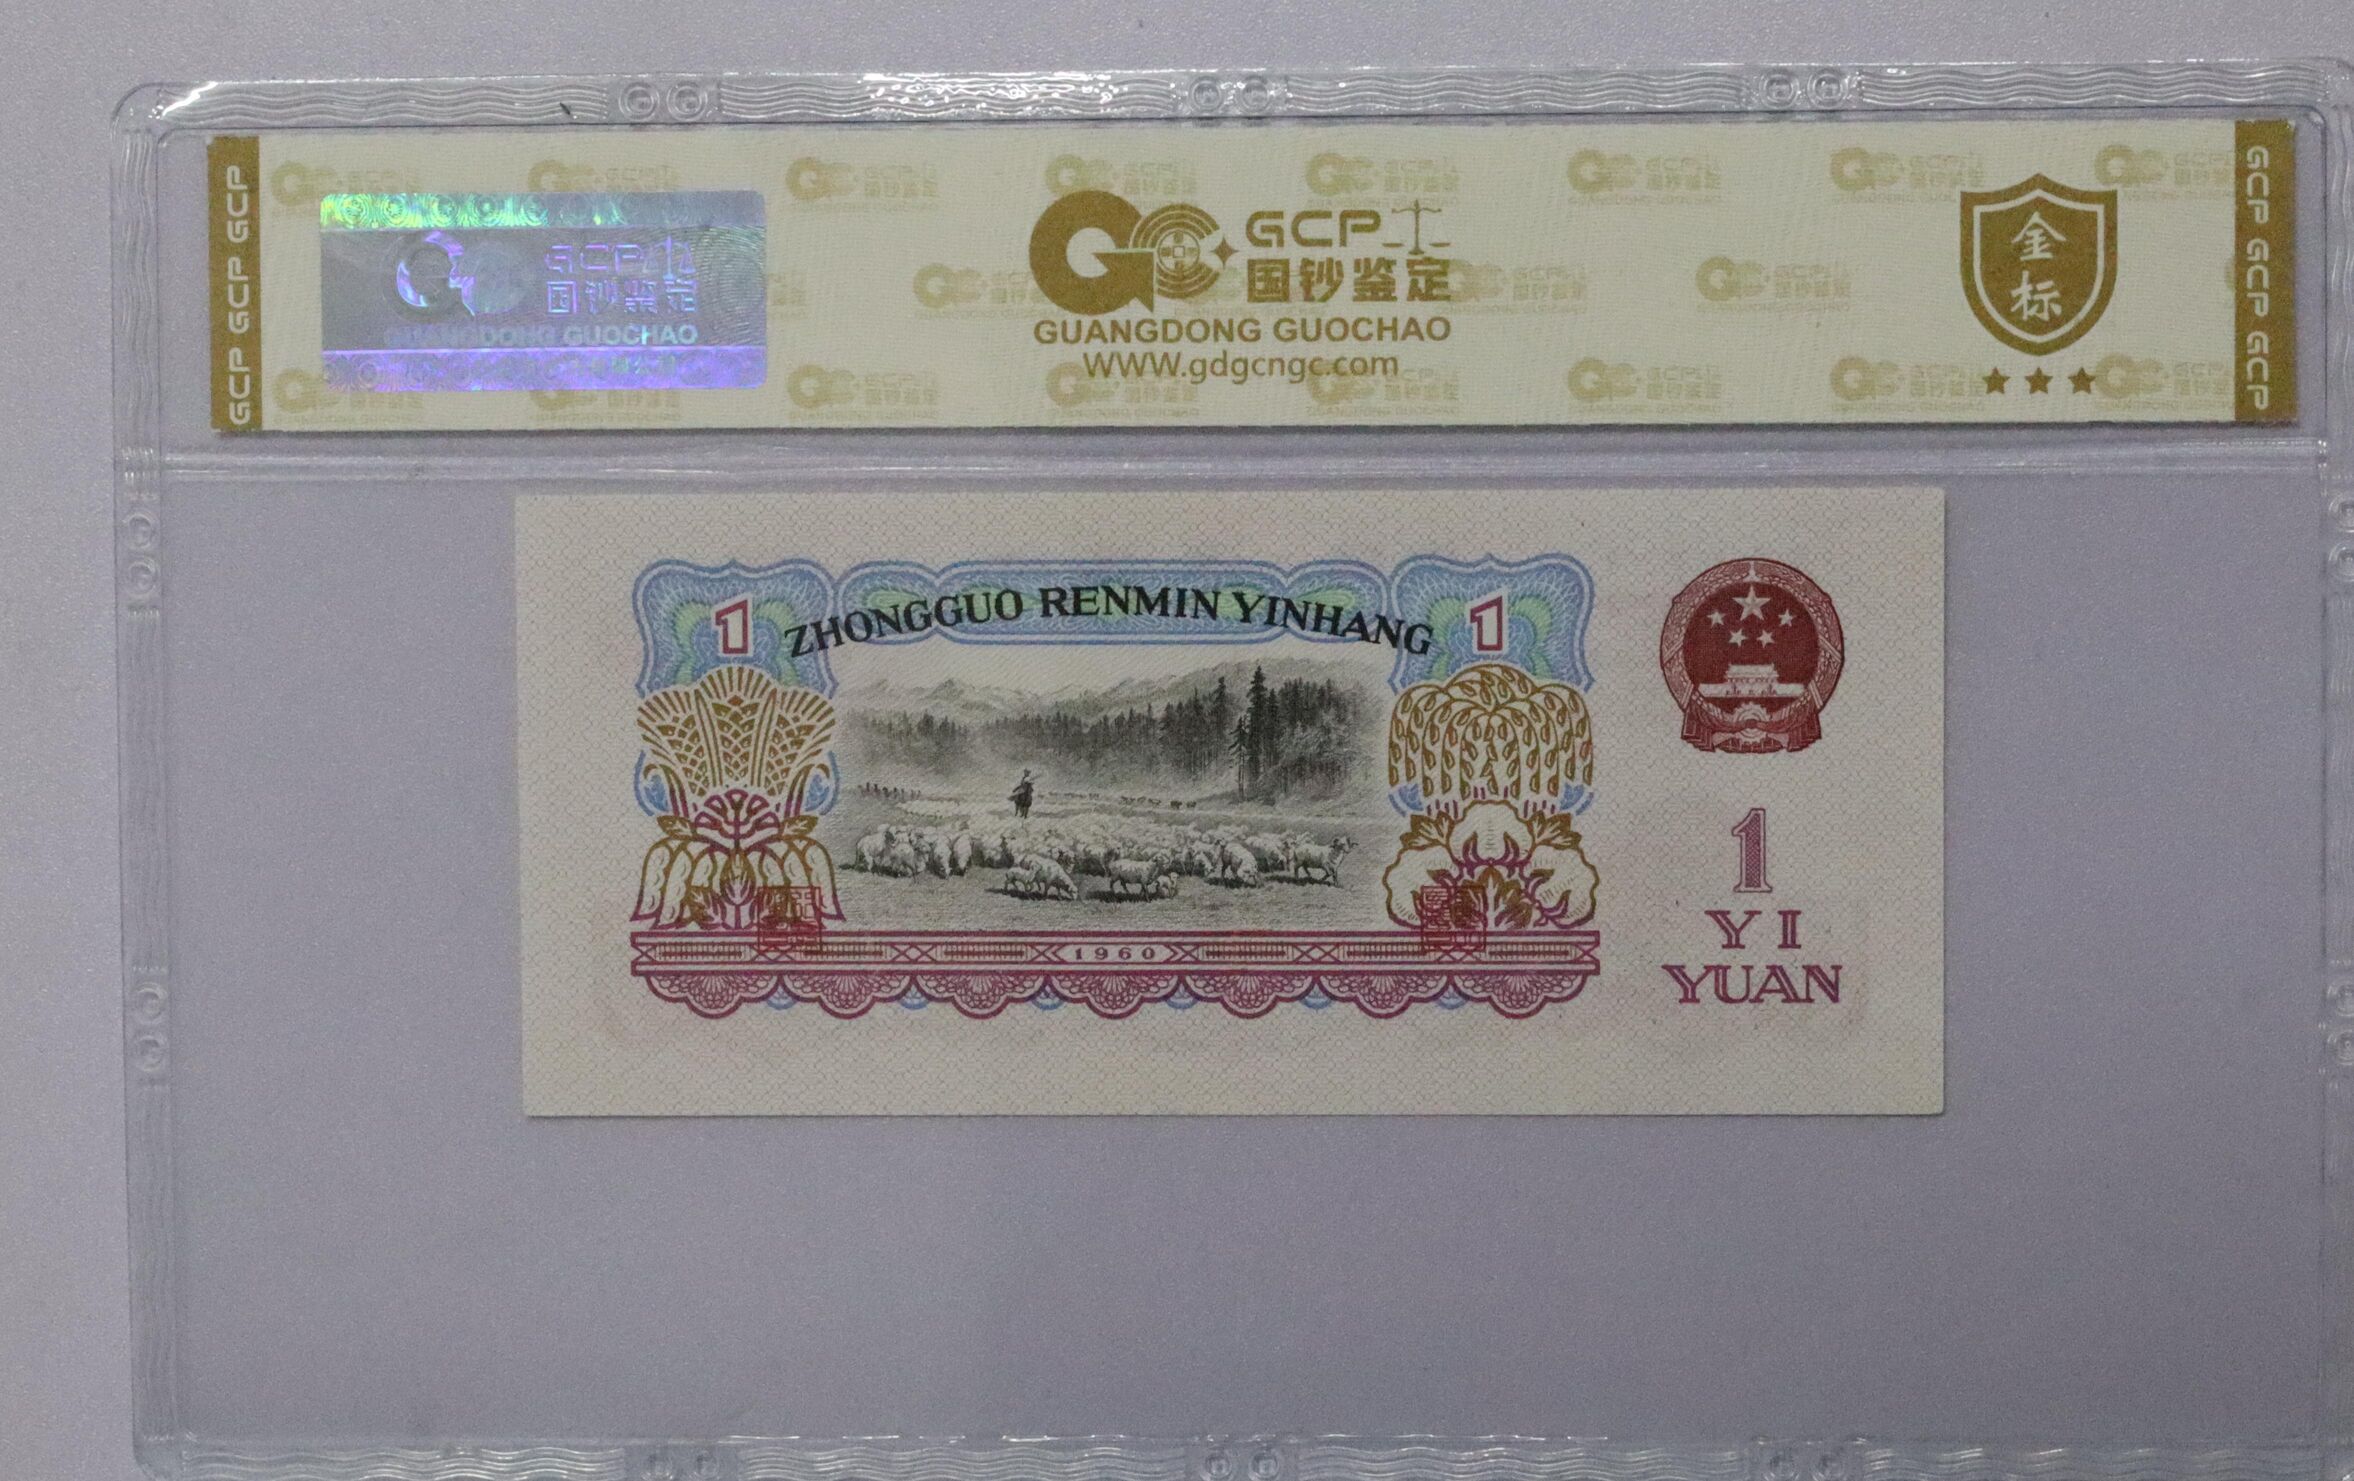 GCP GCP GCP
GCP
国钞鉴定
GUANGDONG GUOCHAO
GCP
国钞鉴定
GUANGDONG GUOCHAO
WWW.gdgcngc.com
金
标
GCP GCP GCP
ZHONGGUO RENMIN YINHANG
1
1
1960
1
YI
YUAN